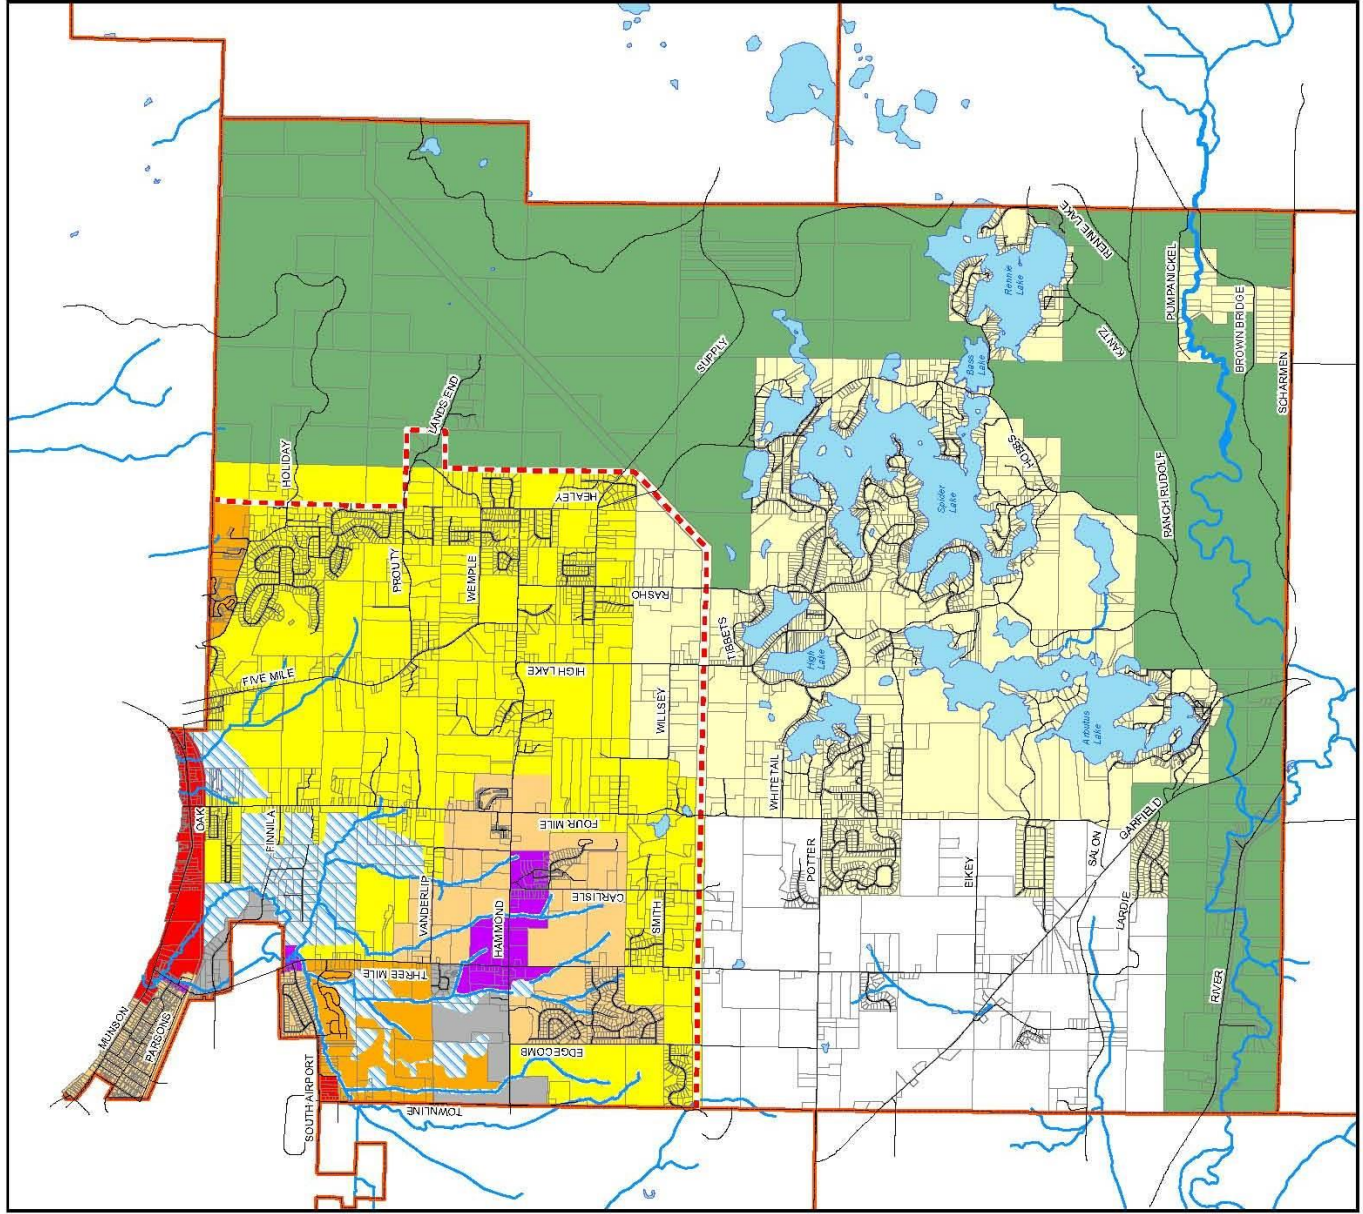 HOLIDAY
LANDS END
SUPPLY
RENNIE LAKE
Rennie
Lake
PUMPANICKEL
BROWN BRIDGE
KANTZ
Bass
Lake
SCHARMEN
HOBBS
RANCH RUDOLF
HEALEY
Spider
Lake
PROUTY
WEMPLE
RASHO
TIBBETS
FIVE MILE
HIGH LAKE
High
Lake
WILLSEY
Arbutus
Lake
WHITETAIL
OAK
FINNILA
FOUR MILE
GARFIELD
POTTER
SALON
EIKEY
VANDERLIP
CARLISLE
LARDIE
HAMMOND
SMITH
THREE MILE
RIVER
MUNSON
PARSONS
EDGECOMB
SOUTH AIRPORT
TOWNLINE